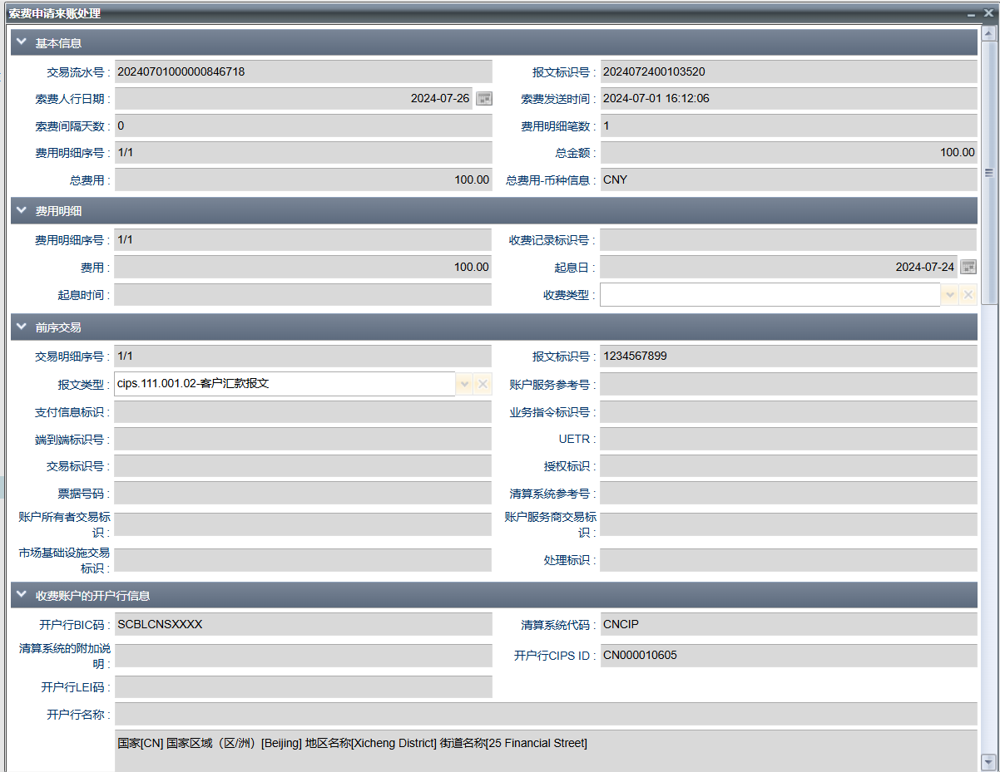 索费申请来账处理
基本信息
交易流水号 : 20240701000000846718 报文标识号 : 2024072400103520
索费人行日期 : 2024-07-26 索费发送时间 : 2024-07-01 16:12:06
索费间隔天数 : 0 费用明细笔数 : 1
费用明细序号 : 1/1 总金额 : 100.00
总费用 : 100.00 总费用-币种信息 : CNY
费用明细
费用明细序号 : 1/1 收费记录标识号 :
费用 : 100.00 起息日 : 2024-07-24
起息时间 : 收费类型 :
前序交易
交易明细序号 : 1/1 报文标识号 : 1234567899
报文类型 : cips.111.001.02-客户汇款报文 账户服务参考号 :
支付信息标识 : 业务指令标识号 :
端到端标识号 : UETR :
交易标识号 : 授权标识 :
票据号码 : 清算系统参考号 :
账户所有者交易标识 : 账户服务商交易标识 :
市场基础设施交易标识 : 处理标识 :
收费账户的开户行信息
开户行BIC码 : SCBLCNSXXXX 清算系统代码 : CNCIP
清算系统的附加说明 : 开户行CIPS ID : CN000010605
开户行LEI码 :
开户行名称 :
国家[CN] 国家区域（区/洲）[Beijing] 地区名称[Xicheng District] 街道名称[25 Financial Street]